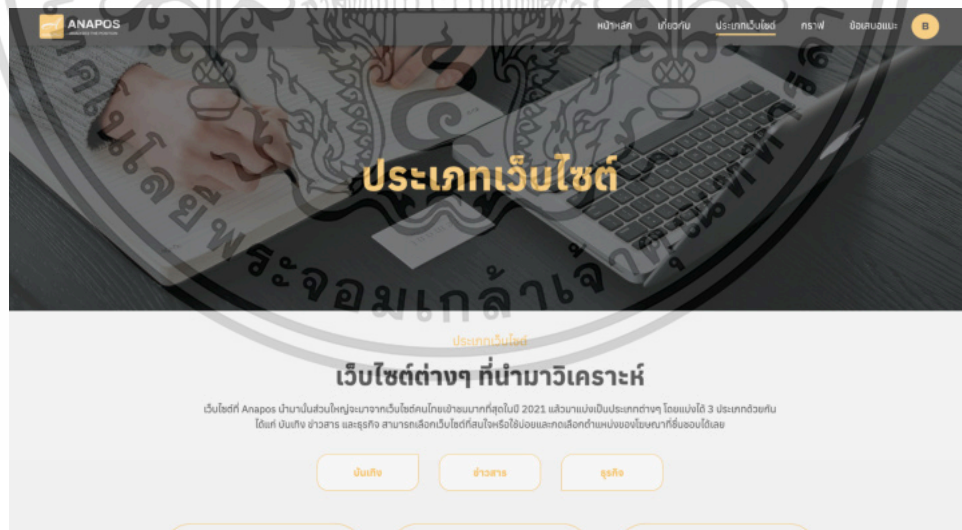 ANAPOS
หน้าหลัก เกี่ยวกับ ประเภทเว็บไซต์ กราฟ ข้อเสนอแนะ B
ประเภทเว็บไซต์
พระจอมเกล้าเจ้า
ประเภทเว็บไซต์
เว็บไซต์ต่างๆ ที่นำมาวิเคราะห์
เว็บไซต์ที่ Anapos นำมานั้นส่วนใหญ่จะมาจากเว็บไซต์คนไทยเข้าชมมากที่สุดในปี 2021 แล้วมาแบ่งเป็นประเภทต่างๆ โดยแบ่งได้ 3 ประเภทด้วยกัน
ได้แก่ บันเทิง ข่าวสาร และธุรกิจ สามารถเลือกเว็บไซต์ที่สนใจหรือใช้บ่อยและกดเลือกตำแหน่งของโฆษณาที่ชื่นชอบได้เลย
บันเทิง ข่าวสาร ธุรกิจ